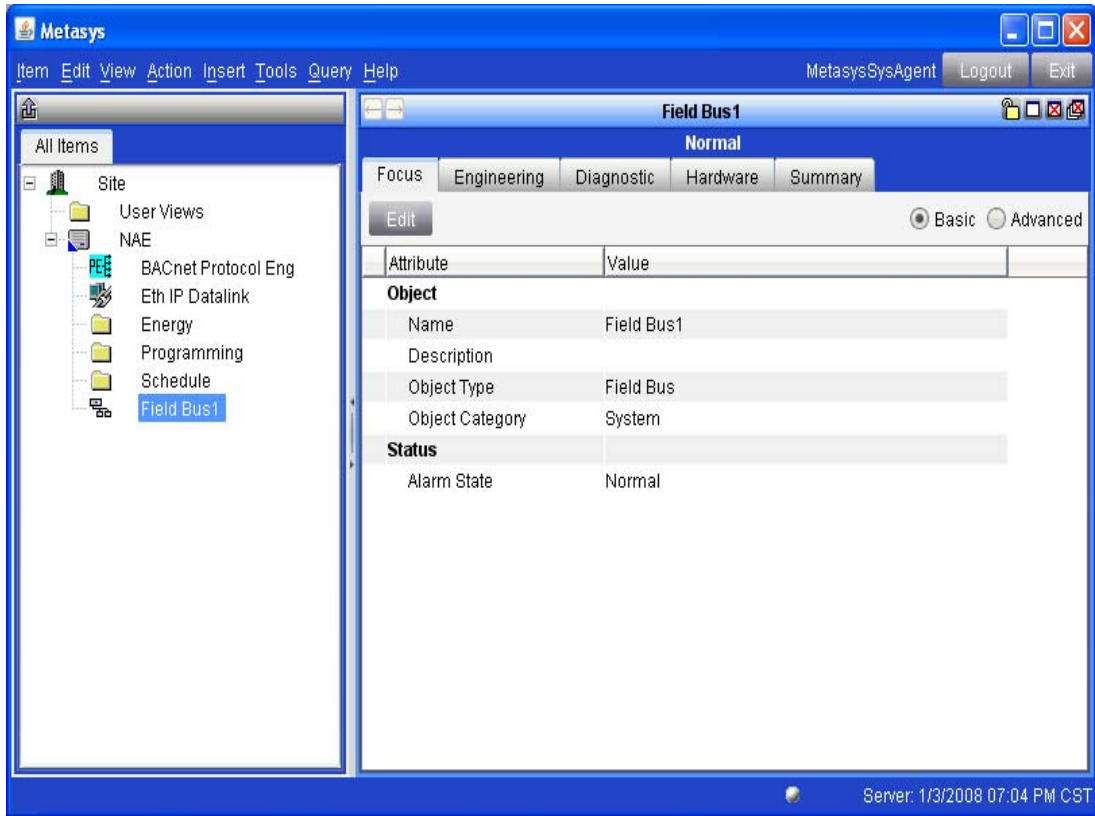 Metasys
Item Edit View Action Insert Tools Query Help
MetasysSysAgent Logout Exit
Field Bus1
Normal
All Items
Site
User Views
NAE
BACnet Protocol Eng
Eth IP Datalink
Energy
Programming
Schedule
Field Bus1
Focus Engineering Diagnostic Hardware Summary
Edit
Basic Advanced
Attribute Value
Object
Name Field Bus1
Description
Object Type Field Bus
Object Category System
Status
Alarm State Normal
Server: 1/3/2008 07:04 PM CST